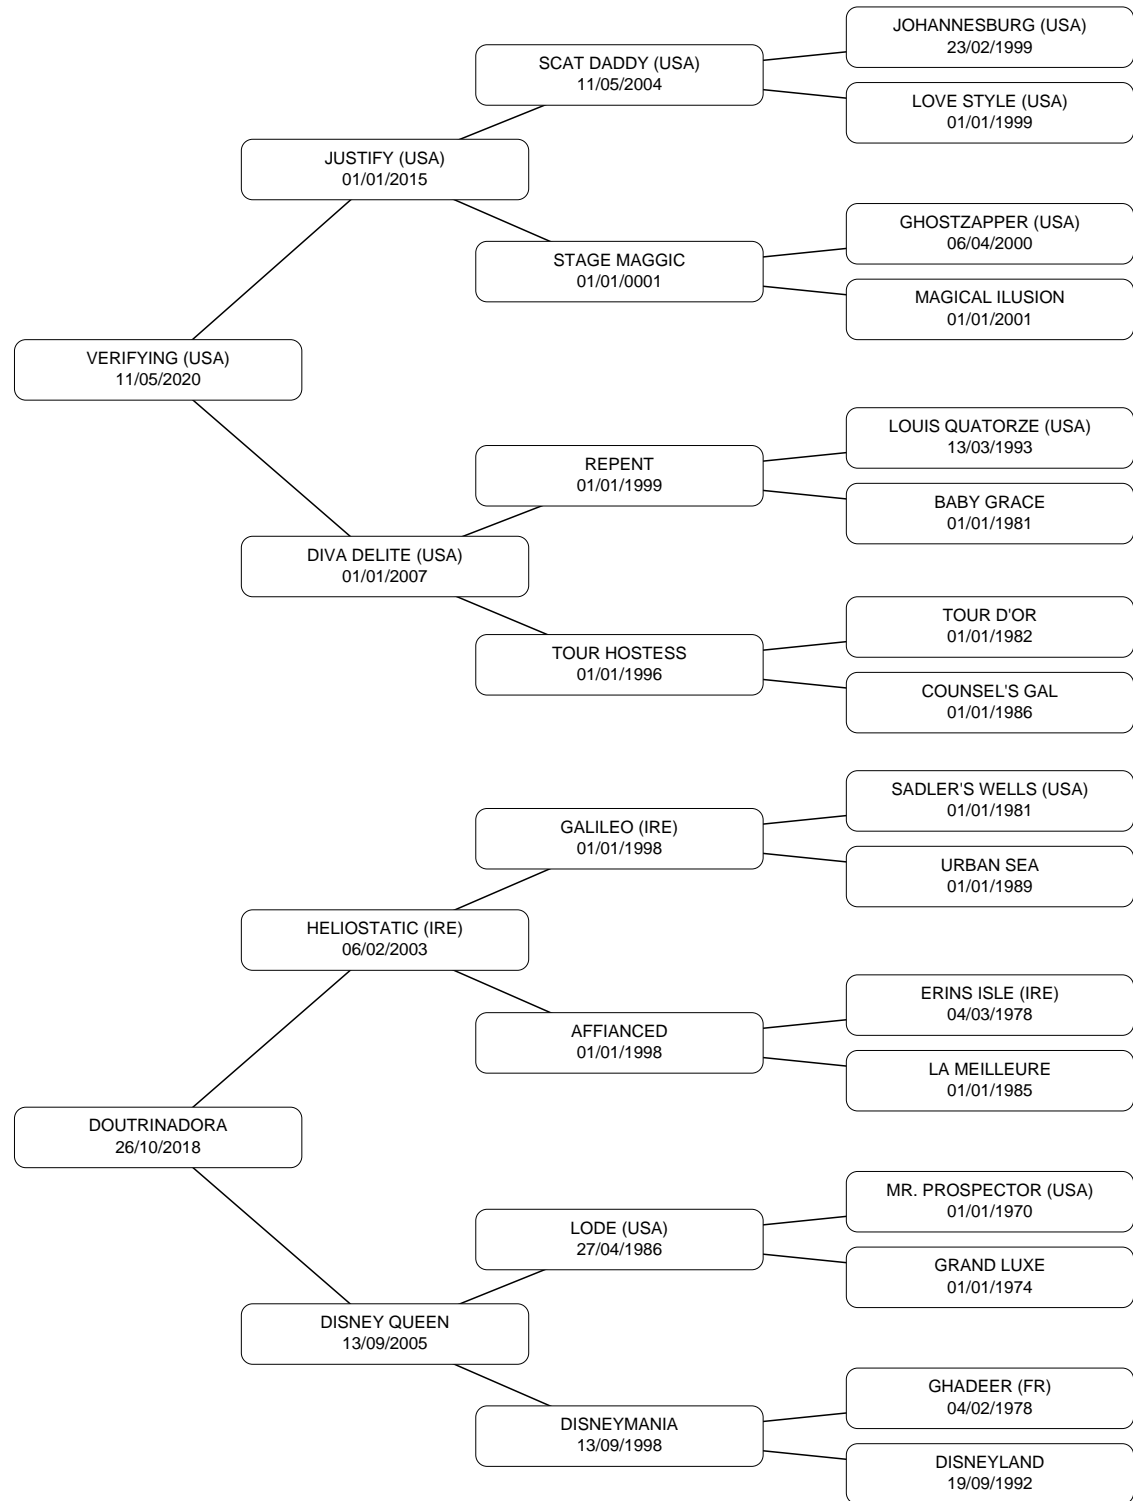 JOHANNESBURG (USA)
23/02/1999
SCAT DADDY (USA)
11/05/2004
LOVE STYLE (USA)
01/01/1999
JUSTIFY (USA)
01/01/2015
GHOSTZAPPER (USA)
06/04/2000
STAGE MAGGIC
01/01/0001
MAGICAL ILUSION
01/01/2001
VERIFYING (USA)
11/05/2020
LOUIS QUATORZE (USA)
13/03/1993
REPENT
01/01/1999
BABY GRACE
01/01/1981
DIVA DELITE (USA)
01/01/2007
TOUR D'OR
01/01/1982
TOUR HOSTESS
01/01/1996
COUNSEL'S GAL
01/01/1986
SADLER'S WELLS (USA)
01/01/1981
GALILEO (IRE)
01/01/1998
URBAN SEA
01/01/1989
HELIOSTATIC (IRE)
06/02/2003
ERINS ISLE (IRE)
04/03/1978
AFFIANCED
01/01/1998
LA MEILLEURE
01/01/1985
DOUTRINADORA
26/10/2018
MR. PROSPECTOR (USA)
01/01/1970
LODE (USA)
27/04/1986
GRAND LUXE
01/01/1974
DISNEY QUEEN
13/09/2005
GHADEER (FR)
04/02/1978
DISNEYMANIA
13/09/1998
DISNEYLAND
19/09/1992